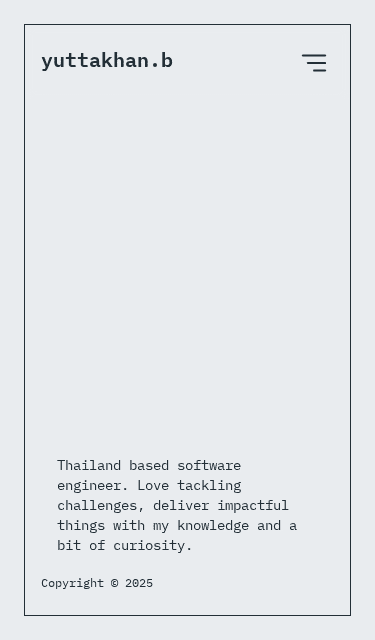 yuttakhan.b
Thailand based software
engineer. Love tackling
challenges, deliver impactful
things with my knowledge and a
bit of curiosity.
Copyright © 2025